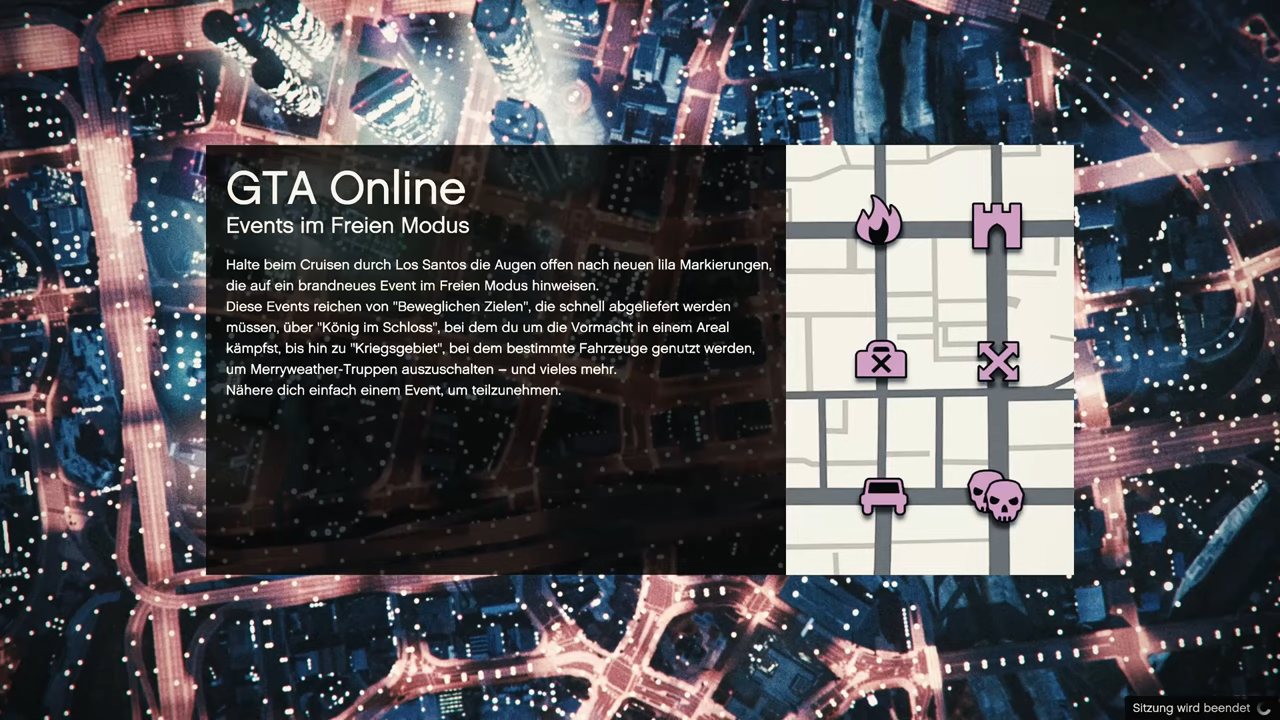 GTA Online
Events im Freien Modus
Halte beim Cruisen durch Los Santos die Augen offen nach neuen lila Markierungen,
die auf ein brandneues Event im Freien Modus hinweisen.
Diese Events reichen von "Beweglichen Zielen", die schnell abgeliefert werden
müssen, über "König im Schloss", bei dem du um die Vormacht in einem Areal
kämpfst, bis hin zu "Kriegsgebiet", bei dem bestimmte Fahrzeuge genutzt werden,
um Merryweather-Truppen auszuschalten – und vieles mehr.
Nähere dich einfach einem Event, um teilzunehmen.
Sitzung wird beendet